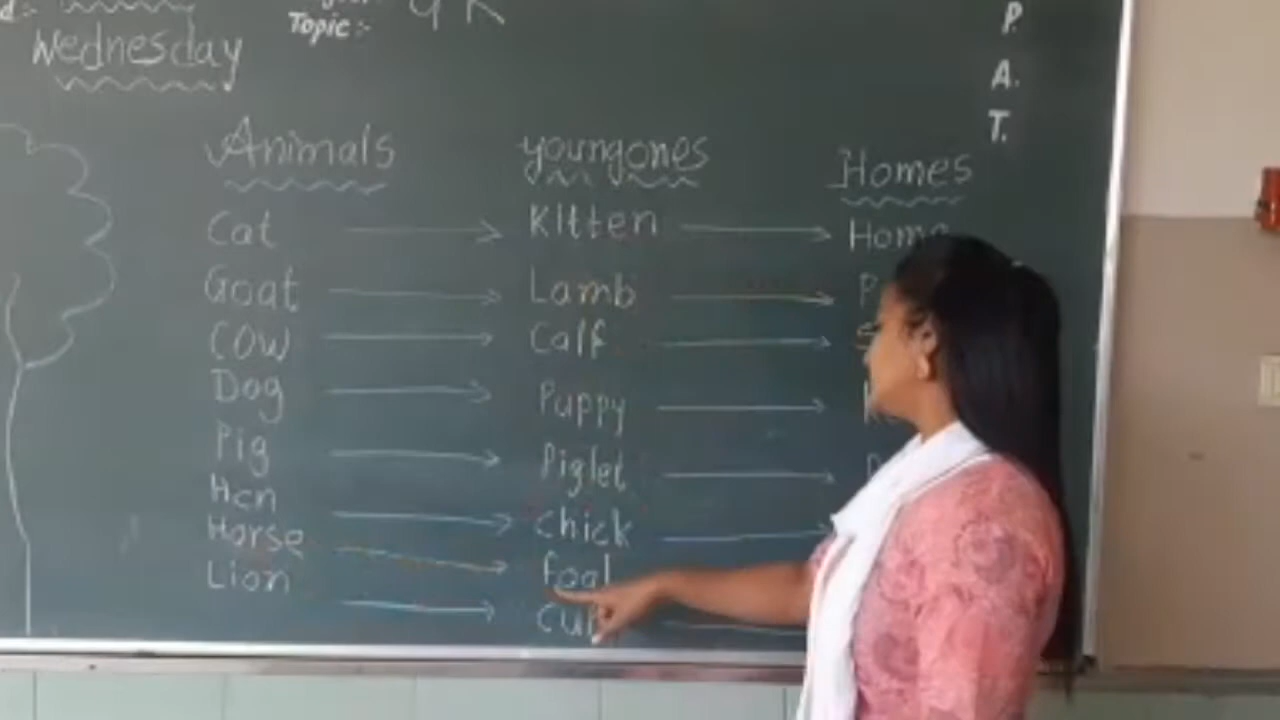 Topic :- G K
Wednesday
P.
A.
T.
Animals youngones Homes
Cat Kitten Home
Goat Lamb
Cow Calf
Dog Puppy
Pig Piglet
Hen Chick
Horse foal
Lion